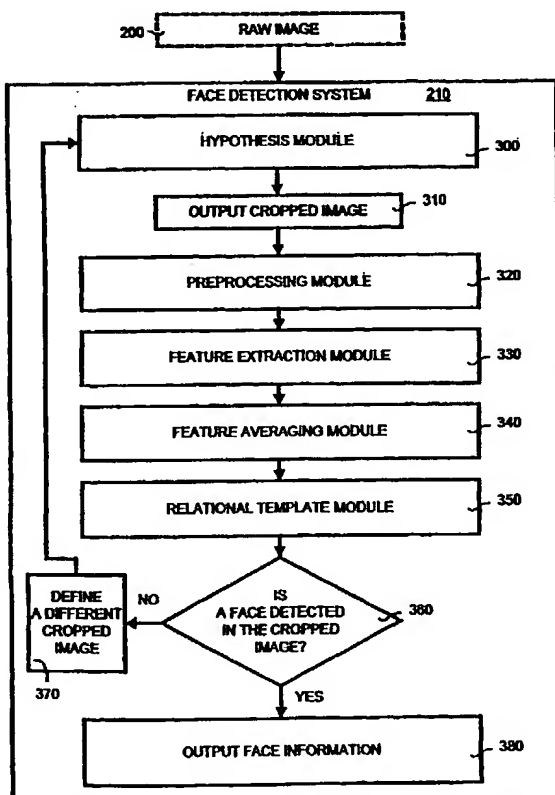 200
RAW IMAGE
FACE DETECTION SYSTEM 210
HYPOTHESIS MODULE
300
OUTPUT CROPPED IMAGE
310
PREPROCESSING MODULE
320
FEATURE EXTRACTION MODULE
330
FEATURE AVERAGING MODULE
340
RELATIONAL TEMPLATE MODULE
350
IS
A FACE DETECTED
IN THE CROPPED
IMAGE?
360
NO
DEFINE
A DIFFERENT
CROPPED
IMAGE
370
YES
OUTPUT FACE INFORMATION
380